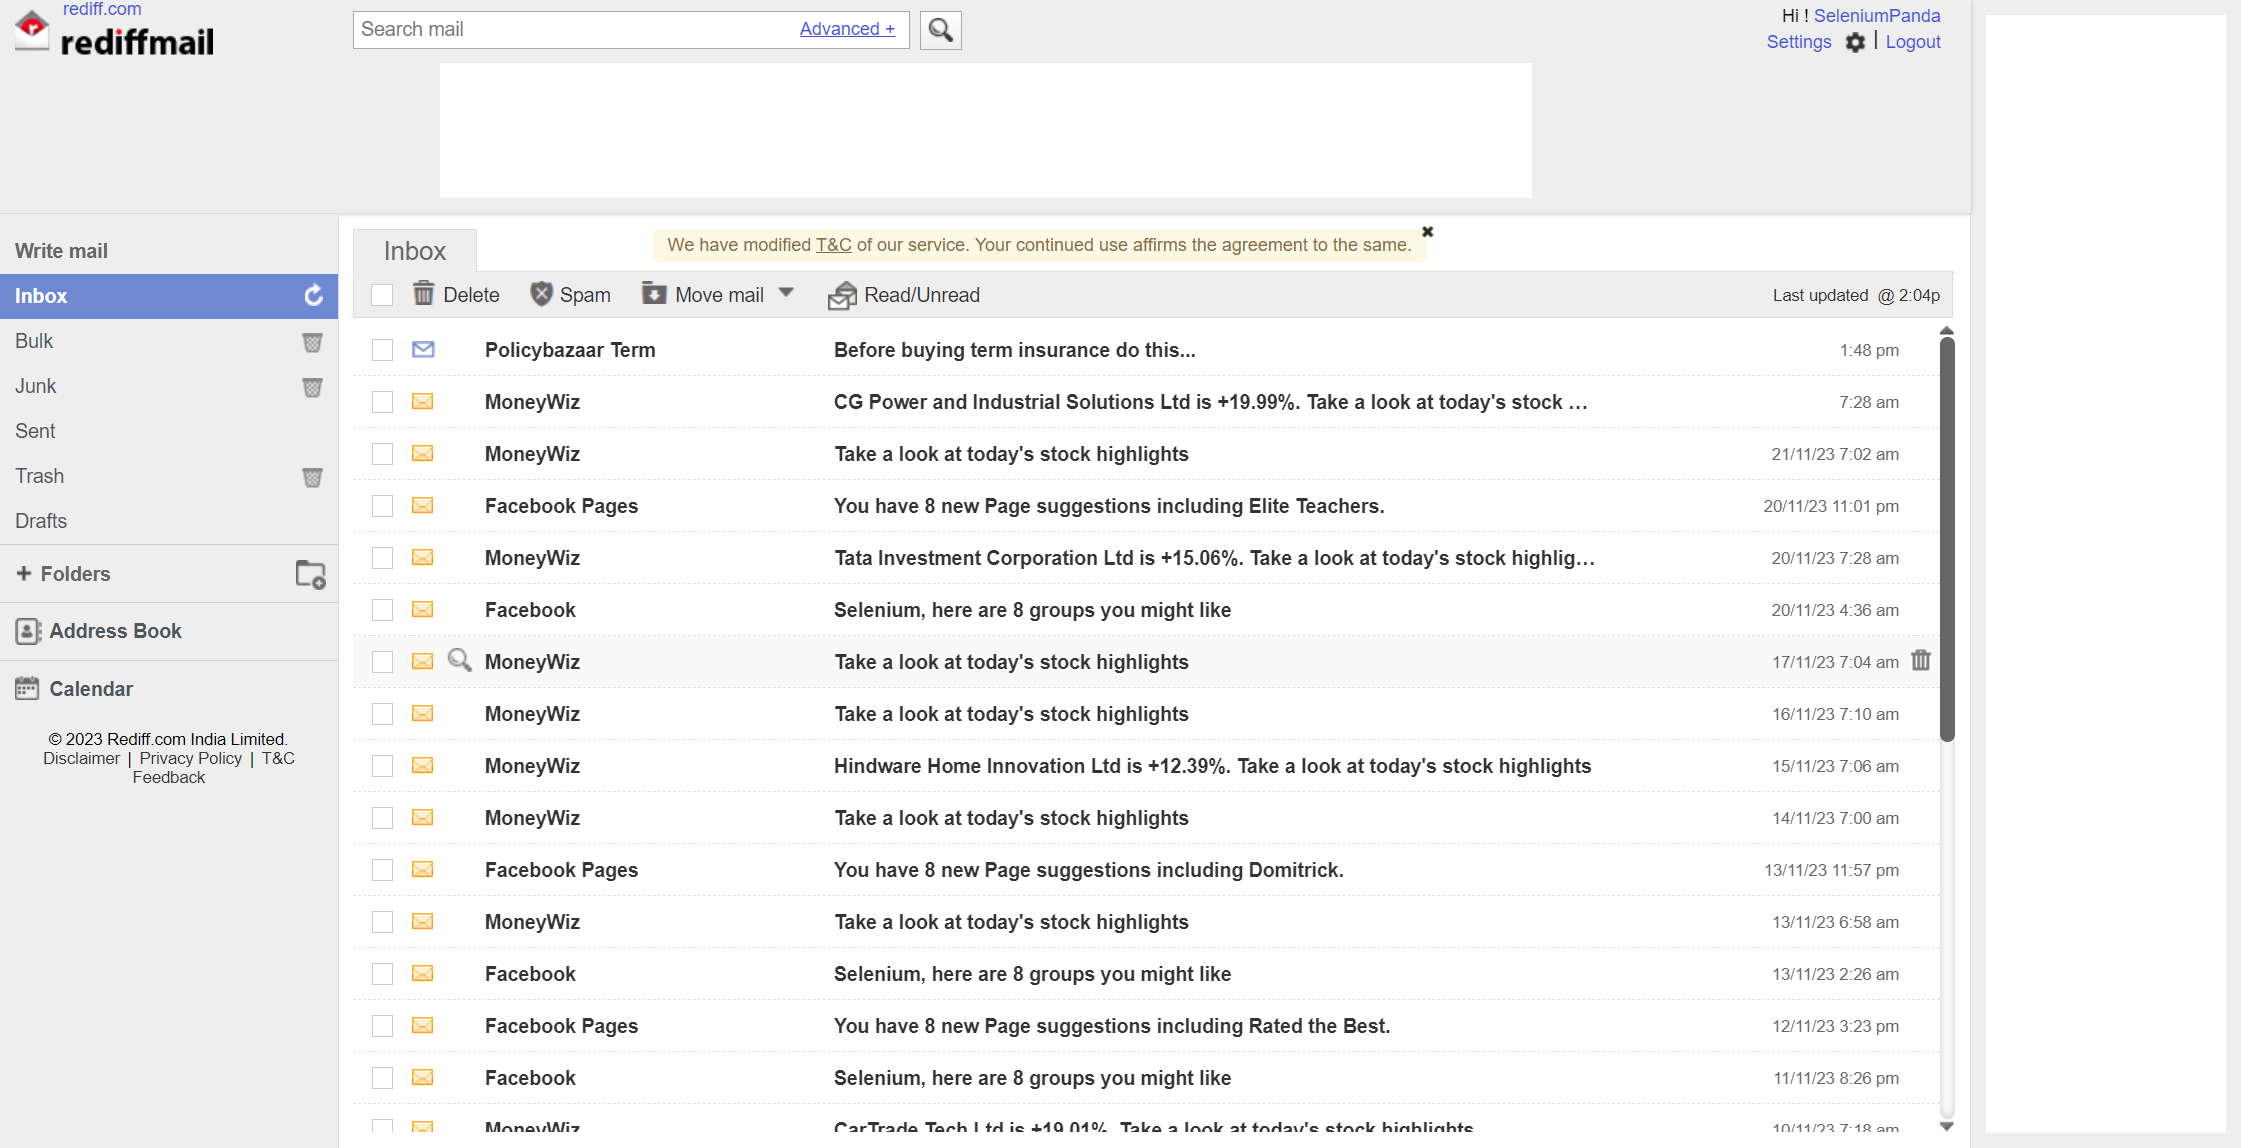 rediff.com
rediffmail
Search mail Advanced +
Hi ! SeleniumPanda
Settings | Logout
Write mail
Inbox
Bulk
Junk
Sent
Trash
Drafts
+ Folders
Address Book
Calendar
© 2023 Rediff.com India Limited.
Disclaimer | Privacy Policy | T&C
Feedback
Inbox
We have modified T&C of our service. Your continued use affirms the agreement to the same.
Delete Spam Move mail Read/Unread Last updated @ 2:04p
Policybazaar Term Before buying term insurance do this... 1:48 pm
MoneyWiz CG Power and Industrial Solutions Ltd is +19.99%. Take a look at today's stock … 7:28 am
MoneyWiz Take a look at today's stock highlights 21/11/23 7:02 am
Facebook Pages You have 8 new Page suggestions including Elite Teachers. 20/11/23 11:01 pm
MoneyWiz Tata Investment Corporation Ltd is +15.06%. Take a look at today's stock highlig… 20/11/23 7:28 am
Facebook Selenium, here are 8 groups you might like 20/11/23 4:36 am
MoneyWiz Take a look at today's stock highlights 17/11/23 7:04 am
MoneyWiz Take a look at today's stock highlights 16/11/23 7:10 am
MoneyWiz Hindware Home Innovation Ltd is +12.39%. Take a look at today's stock highlights 15/11/23 7:06 am
MoneyWiz Take a look at today's stock highlights 14/11/23 7:00 am
Facebook Pages You have 8 new Page suggestions including Domitrick. 13/11/23 11:57 pm
MoneyWiz Take a look at today's stock highlights 13/11/23 6:58 am
Facebook Selenium, here are 8 groups you might like 13/11/23 2:26 am
Facebook Pages You have 8 new Page suggestions including Rated the Best. 12/11/23 3:23 pm
Facebook Selenium, here are 8 groups you might like 11/11/23 8:26 pm
MoneyWiz CarTrade Tech Ltd is +19.01%. Take a look at today's stock highlights 10/11/23 7:18 am